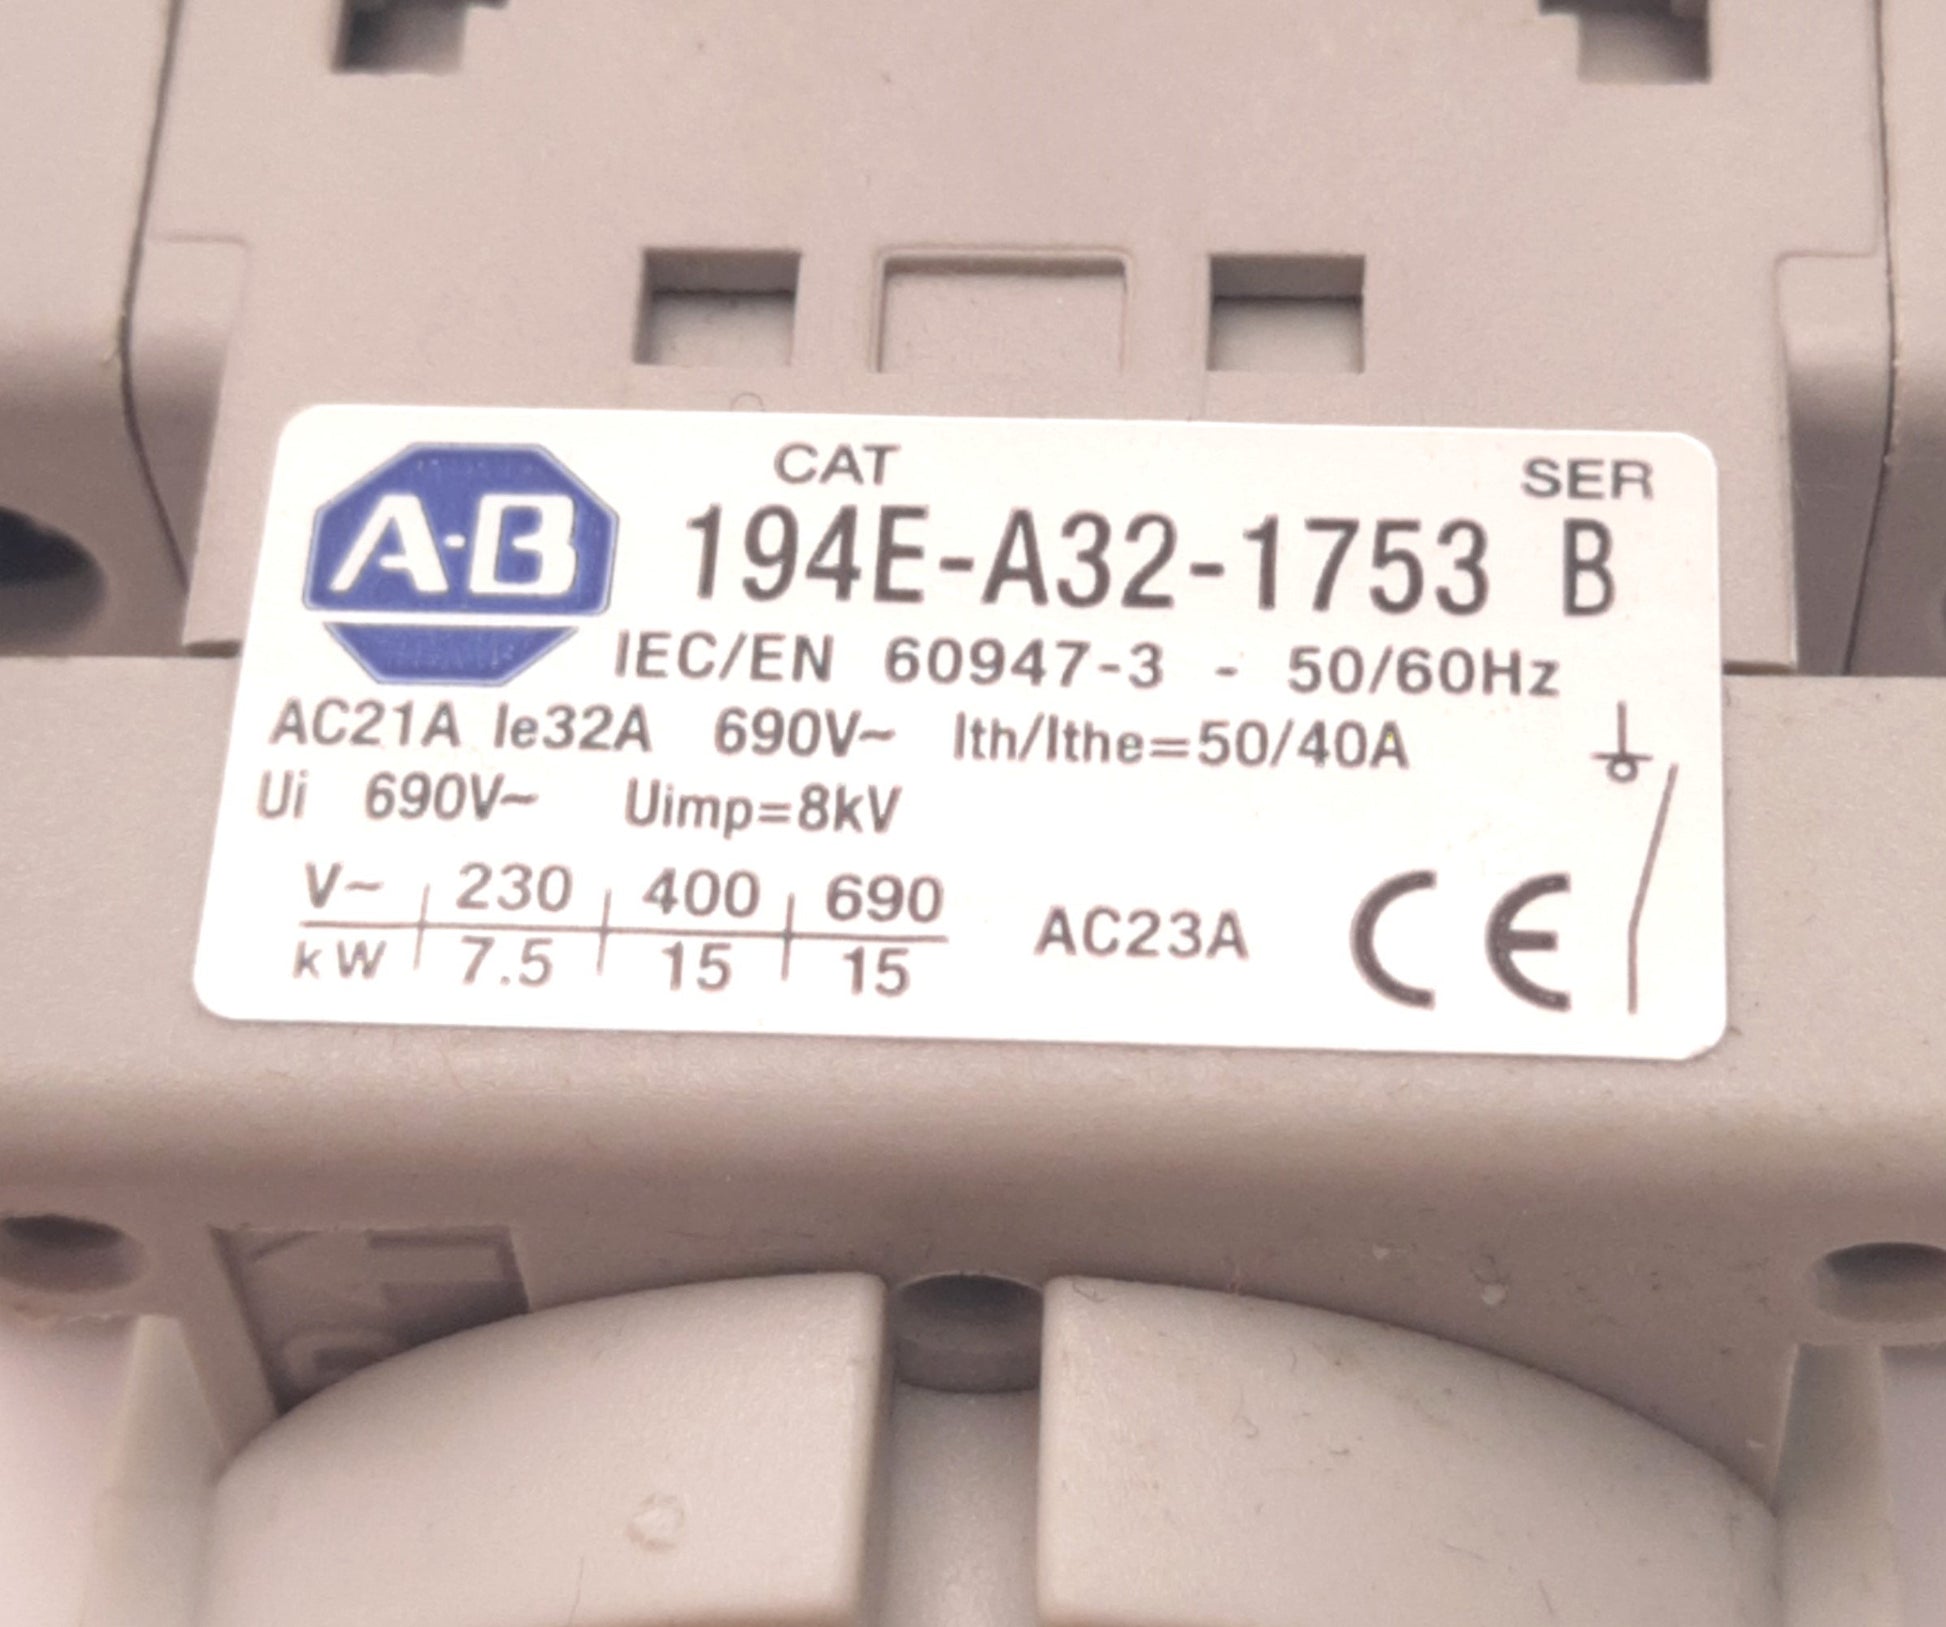 CAT SER
A-B 194E-A32-1753 B
IEC/EN 60947-3 - 50/60Hz
AC21A Ie32A 690V~ Ith/Ithe=50/40A
Ui 690V~ Uimp=8kV
V~ 230 400 690
kW 7.5 15 15 AC23A CE